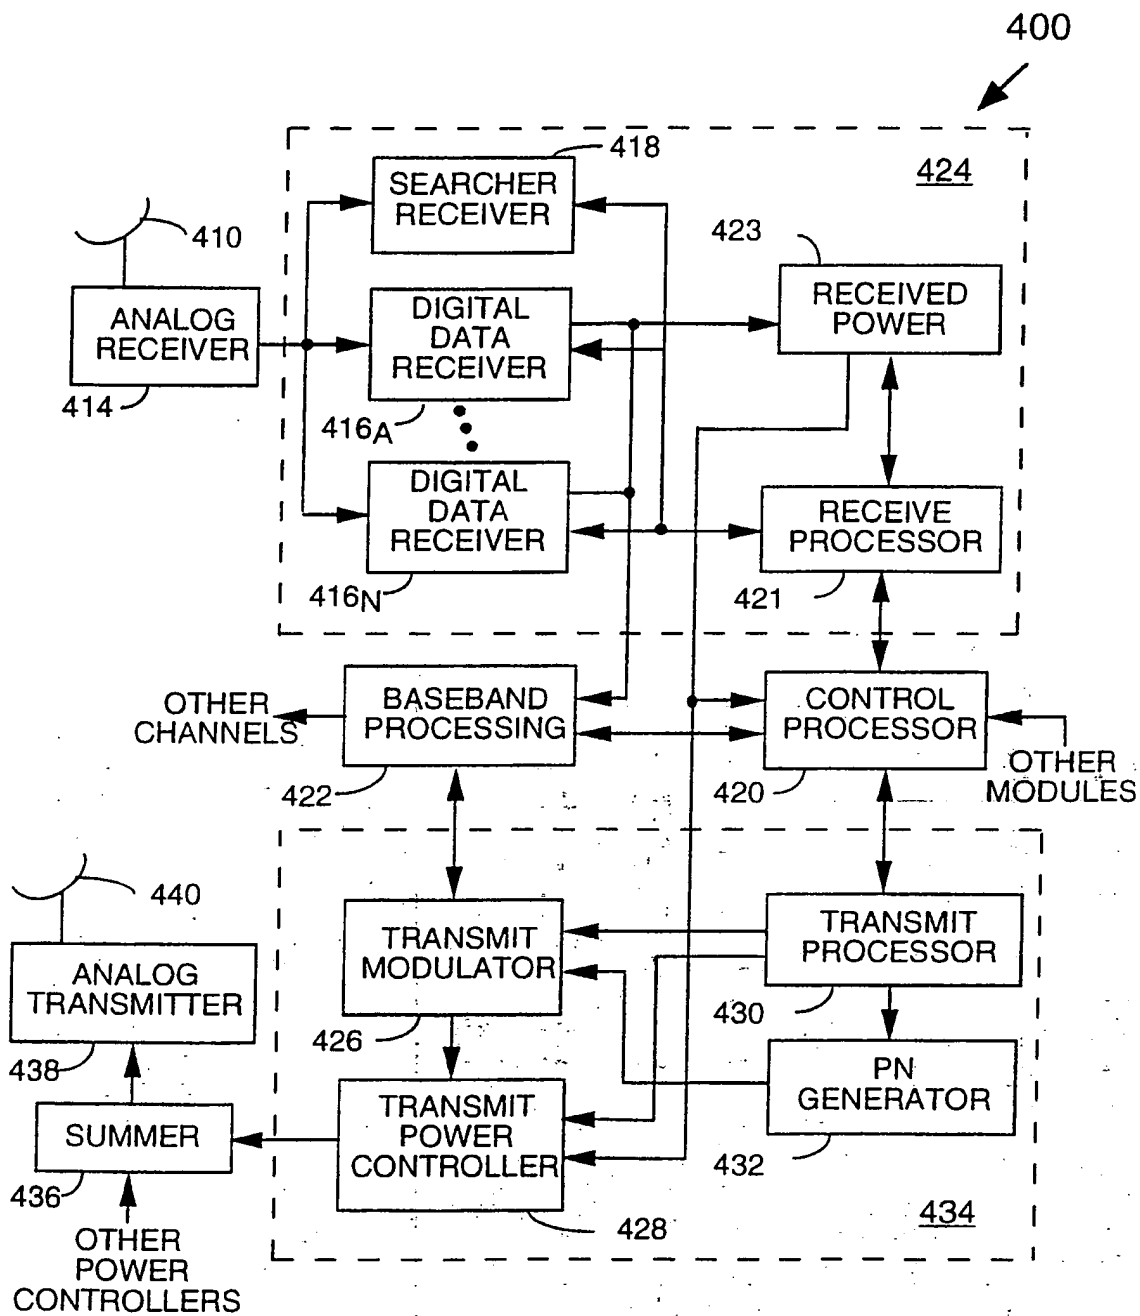 400
418
SEARCHER
RECEIVER
424
410
423
ANALOG
RECEIVER
414
DIGITAL
DATA
RECEIVER
416A
RECEIVED
POWER
DIGITAL
DATA
RECEIVER
416N
RECEIVE
PROCESSOR
421
OTHER
CHANNELS
BASEBAND
PROCESSING
422
CONTROL
PROCESSOR
420
OTHER
MODULES
440
ANALOG
TRANSMITTER
438
TRANSMIT
MODULATOR
426
TRANSMIT
PROCESSOR
430
SUMMER
436
TRANSMIT
POWER
CONTROLLER
428
PN
GENERATOR
432
434
OTHER
POWER
CONTROLLERS